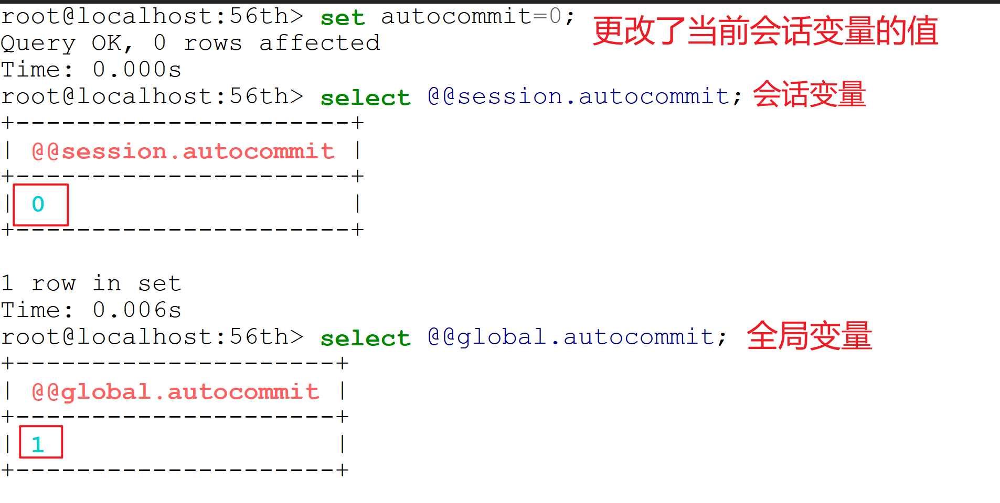 root@localhost:56th> set autocommit=0; 更改了当前会话变量的值
Query OK, 0 rows affected
Time: 0.000s
root@localhost:56th> select @@session.autocommit; 会话变量
+----------------------+
| @@session.autocommit |
+----------------------+
| 0                    |
+----------------------+
1 row in set
Time: 0.006s
root@localhost:56th> select @@global.autocommit; 全局变量
+---------------------+
| @@global.autocommit |
+---------------------+
| 1                   |
+---------------------+